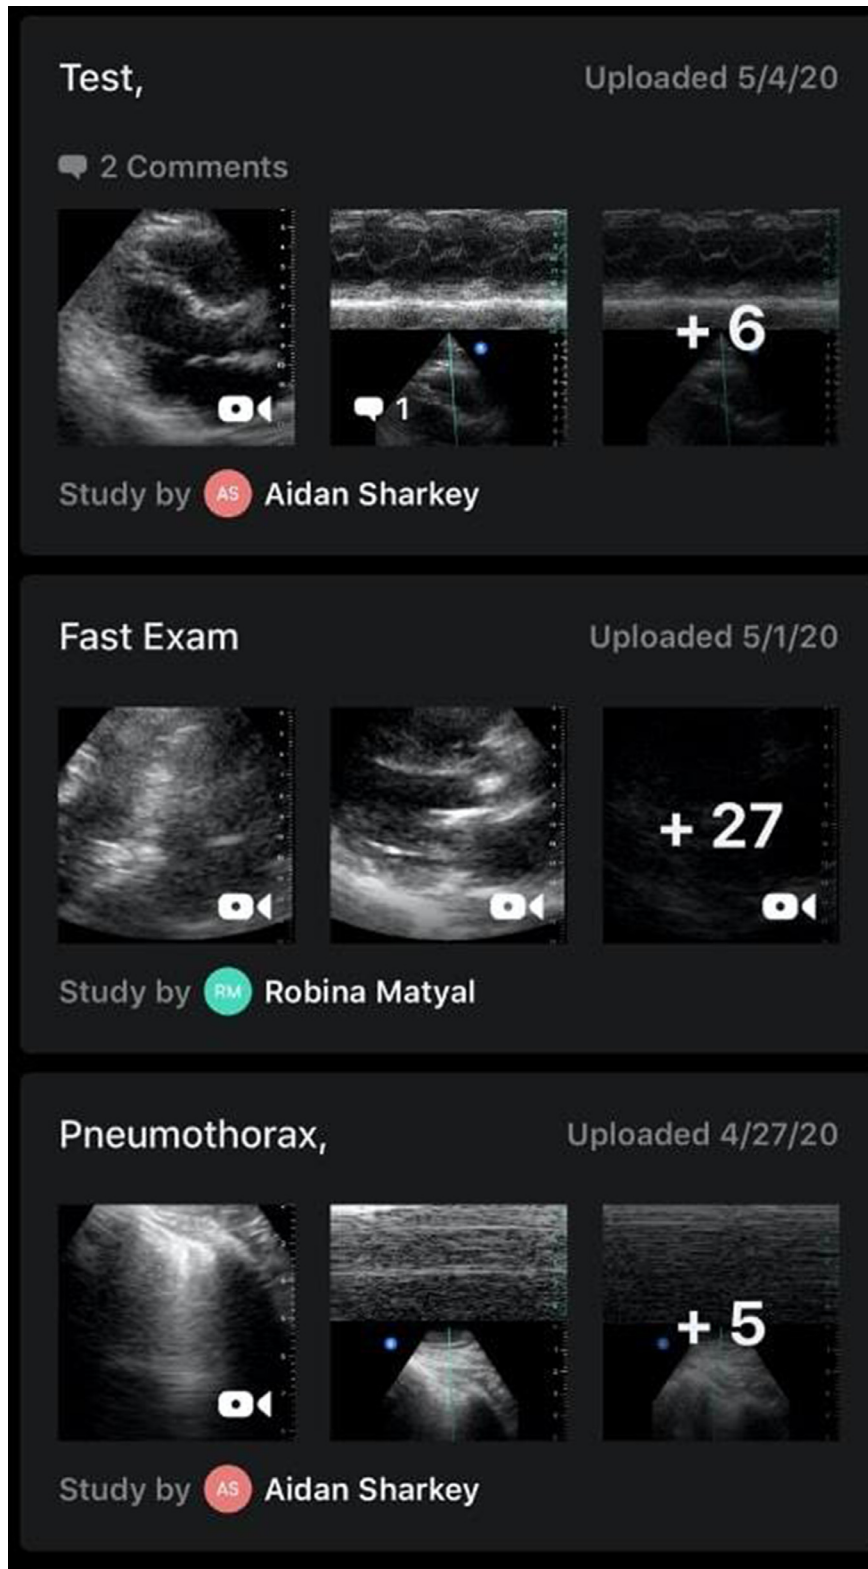 Test,
Uploaded 5/4/20
2 Comments
1
+ 6
Study by AS Aidan Sharkey
Fast Exam
Uploaded 5/1/20
+ 27
Study by RM Robina Matyal
Pneumothorax,
Uploaded 4/27/20
+ 5
Study by AS Aidan Sharkey